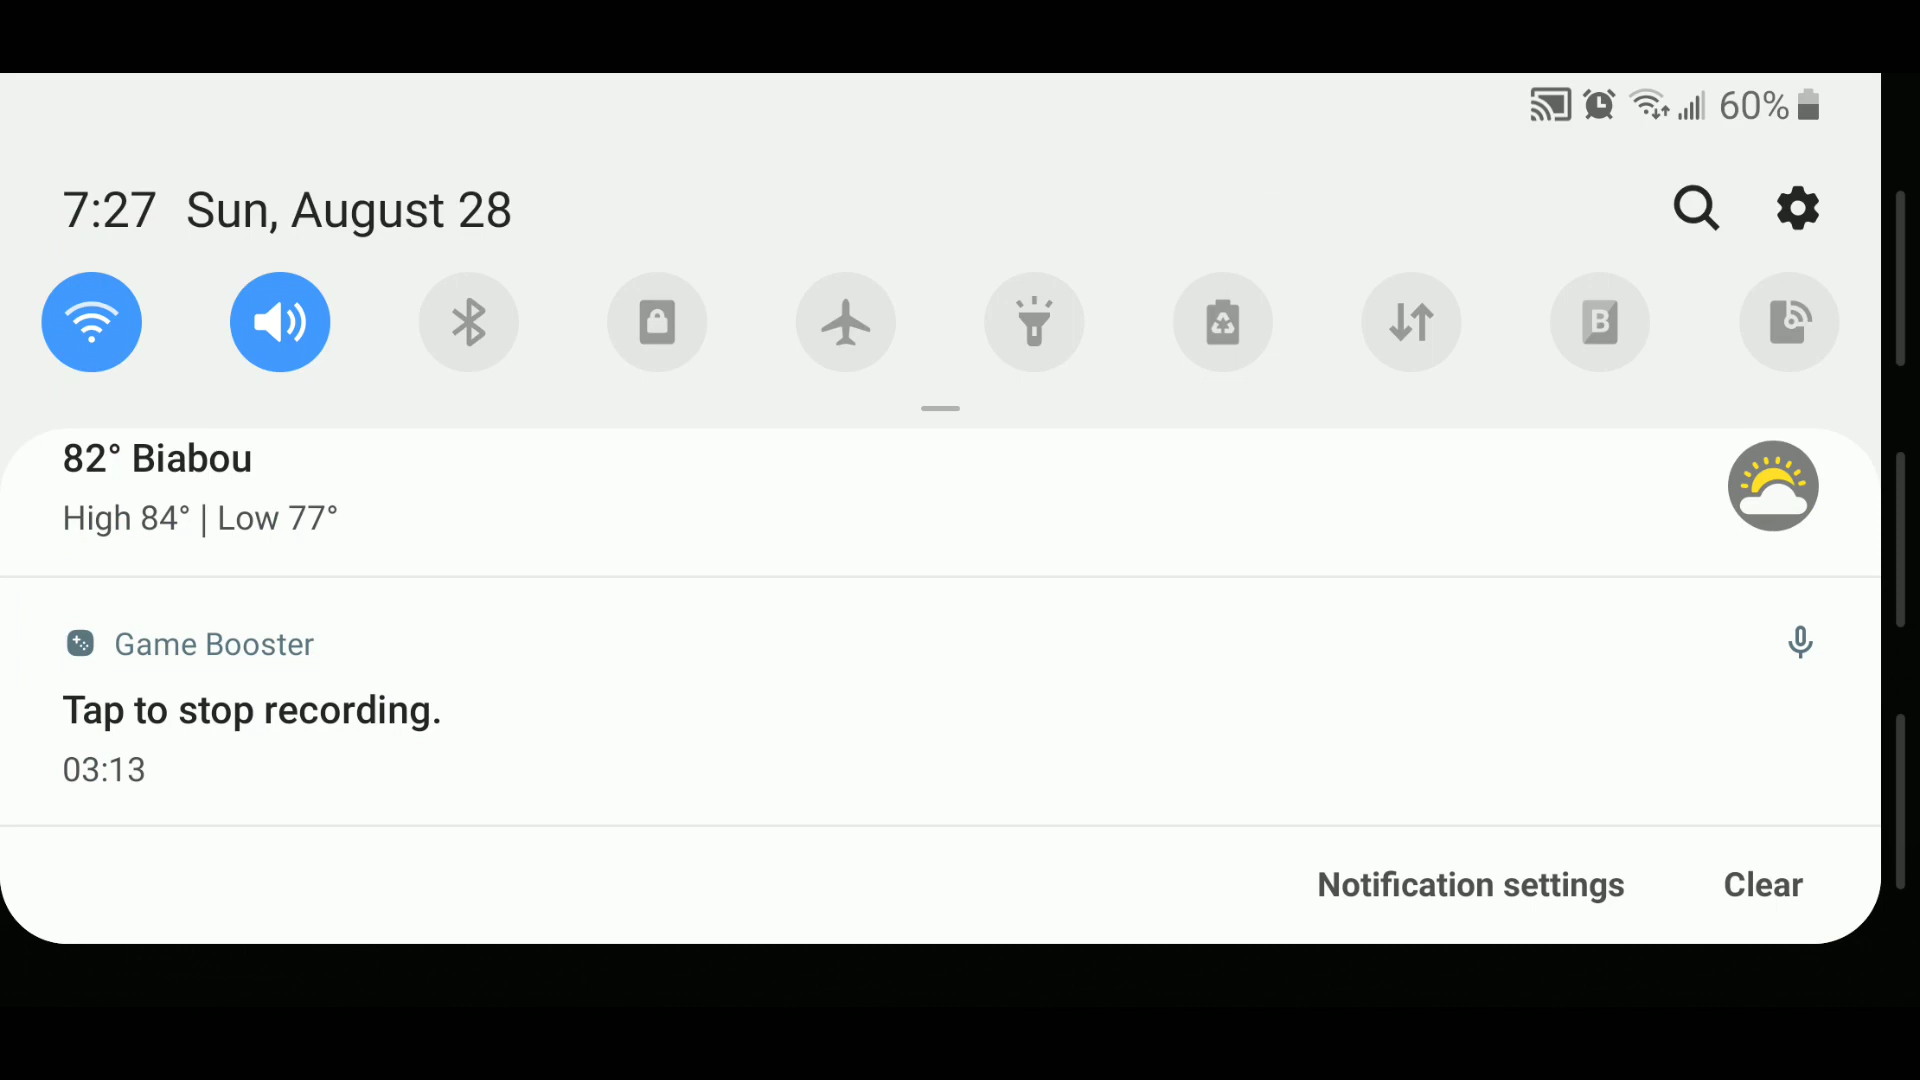 60%
7:27 Sun, August 28
B
82° Biabou
High 84° | Low 77°
Game Booster
Tap to stop recording.
03:13
Notification settings Clear